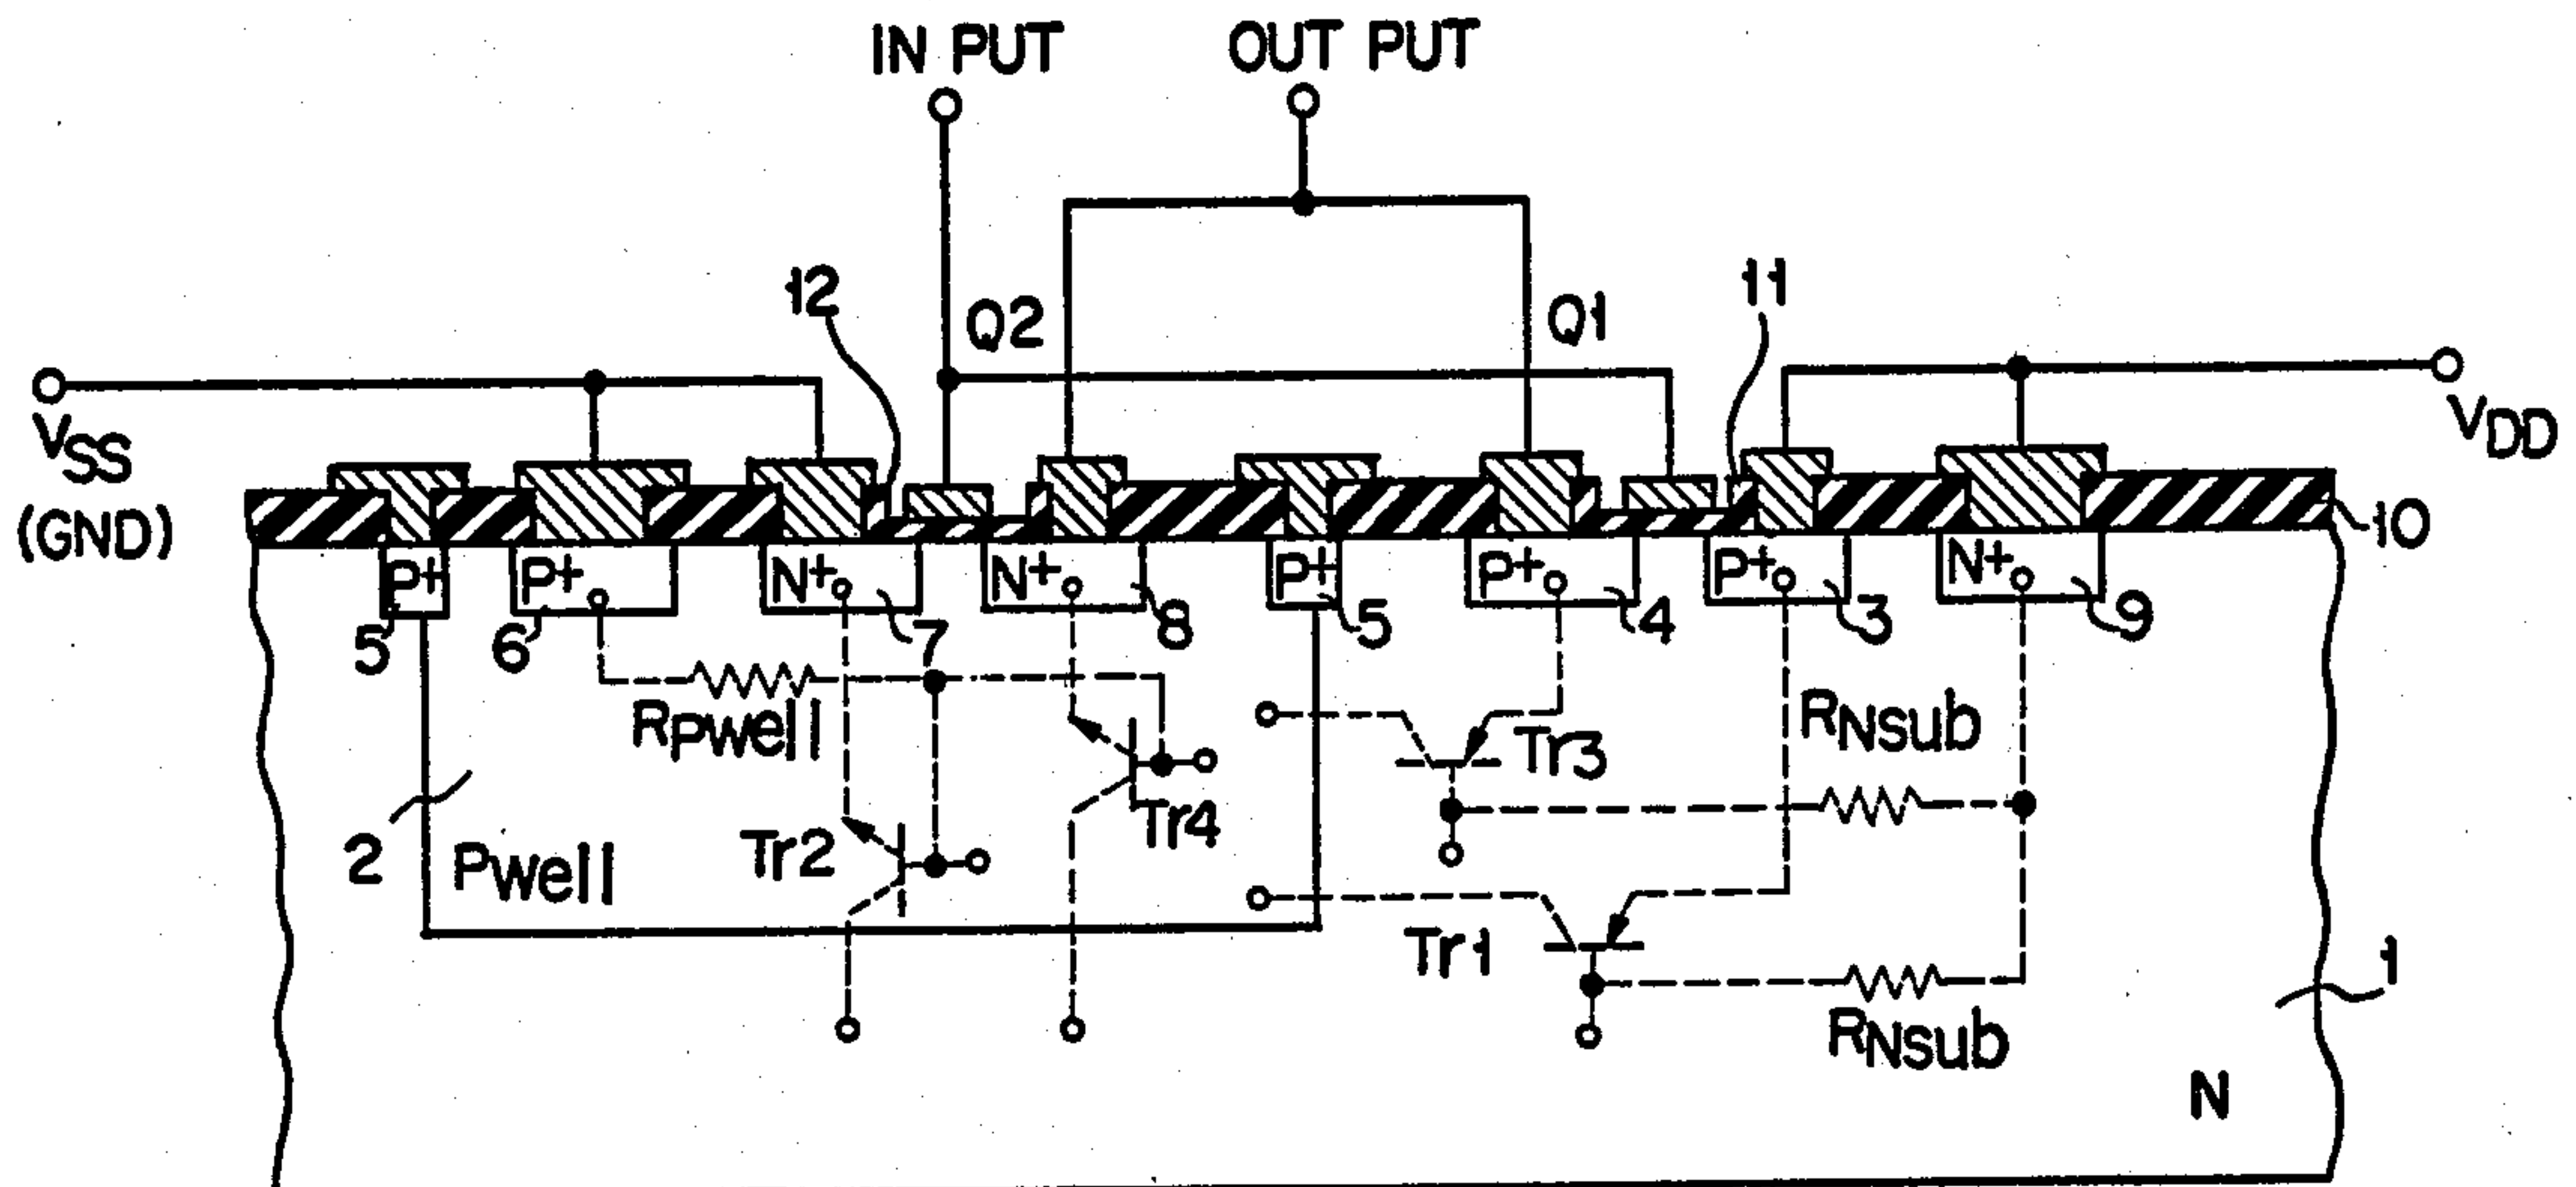 IN PUT
OUT PUT
12
Q2
Q1
11
VSS
(GND)
VDD
10
P+
P+
N+
N+
P+
P+
P+
N+
5
6
7
8
5
4
3
9
RPwell
RNsub
Tr3
Tr4
Tr2
2
Pwell
Tr1
1
RNsub
N